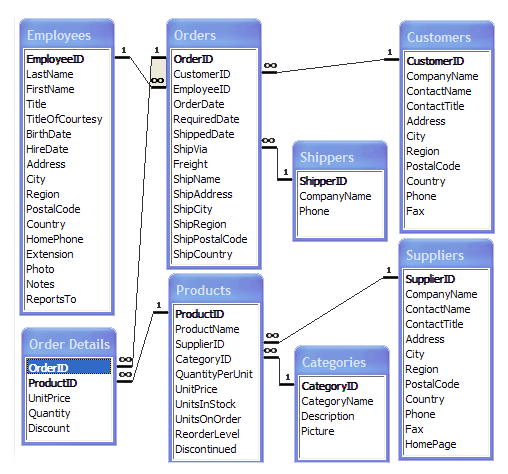 Employees
EmployeeID
LastName
FirstName
Title
TitleOfCourtesy
BirthDate
HireDate
Address
City
Region
PostalCode
Country
HomePhone
Extension
Photo
Notes
ReportsTo
1
1
∞
Orders
OrderID
CustomerID
EmployeeID
OrderDate
RequiredDate
ShippedDate
ShipVia
Freight
ShipName
ShipAddress
ShipCity
ShipRegion
ShipPostalCode
ShipCountry
∞
1
∞
1
Customers
CustomerID
CompanyName
ContactName
ContactTitle
Address
City
Region
PostalCode
Country
Phone
Fax
Shippers
ShipperID
CompanyName
Phone
Order Details
OrderID
ProductID
UnitPrice
Quantity
Discount
∞
∞
1
Products
ProductID
ProductName
SupplierID
CategoryID
QuantityPerUnit
UnitPrice
UnitsInStock
UnitsOnOrder
ReorderLevel
Discontinued
∞
∞
1
1
Categories
CategoryID
CategoryName
Description
Picture
Suppliers
SupplierID
CompanyName
ContactName
ContactTitle
Address
City
Region
PostalCode
Country
Phone
Fax
HomePage